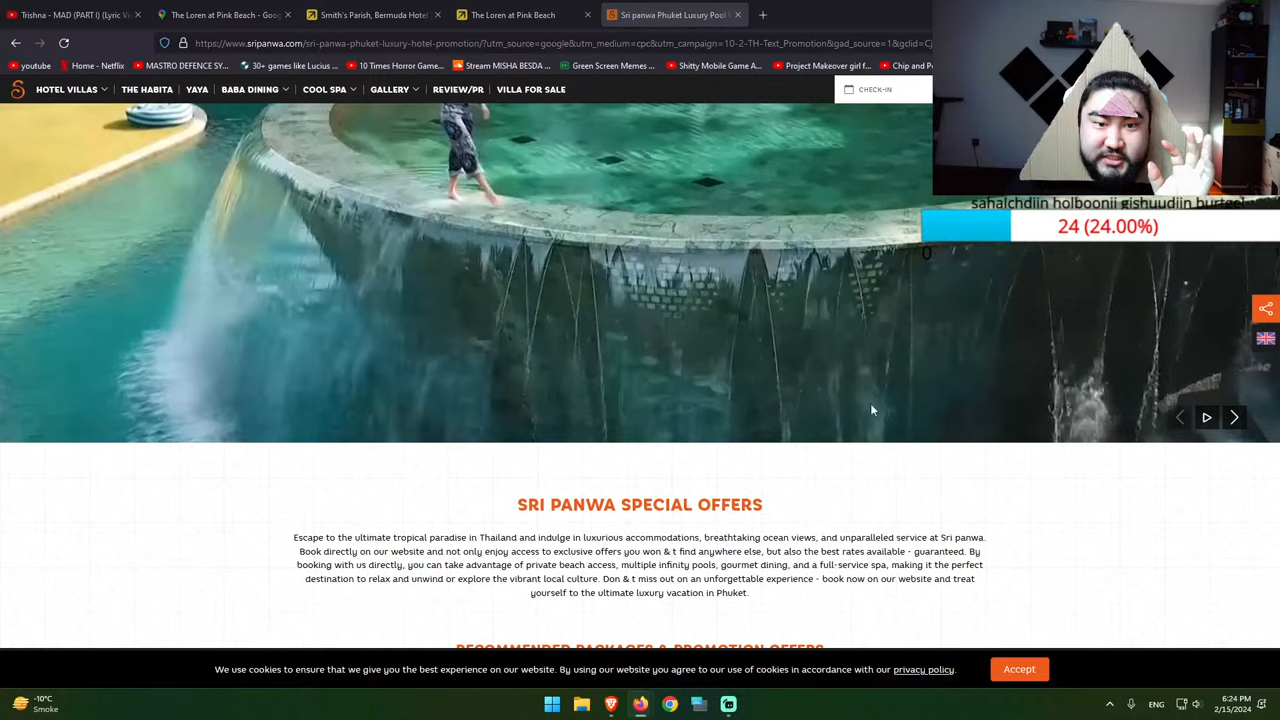 Trishna - MAD (PART I) (Lyric Vi
The Loren at Pink Beach - Goog
Smith's Parish, Bermuda Hotel
The Loren at Pink Beach
Sri panwa Phuket Luxury Pool
https://www.sripanwa.com/sri-panwa-phuket-luxury-hotel-promotion/?utm_source=google&utm_medium=cpc&utm_campaign=10-2-TH-Text_Promotion&gad_source=1&gclid=Cj
youtube
Home - Netflix
MASTRO DEFENCE SY...
30+ games like Lucius ...
10 Times Horror Game...
Stream MISHA BESDA ...
Green Screen Memes ...
Shitty Mobile Game A...
Project Makeover girl f...
Chip and Po
HOTEL VILLAS
THE HABITA
YAYA
BABA DINING
COOL SPA
GALLERY
REVIEW/PR
VILLA FOR SALE
CHECK-IN
sahalchdiin holboonii gishuudiin burtgel
24 (24.00%)
0
SRI PANWA SPECIAL OFFERS
Escape to the ultimate tropical paradise in Thailand and indulge in luxurious accommodations, breathtaking ocean views, and unparalleled service at Sri panwa.
Book directly on our website and not only enjoy access to exclusive offers you won & t find anywhere else, but also the best rates available - guaranteed. By
booking with us directly, you can take advantage of private beach access, multiple infinity pools, gourmet dining, and a full-service spa, making it the perfect
destination to relax and unwind or explore the vibrant local culture. Don & t miss out on an unforgettable experience - book now on our website and treat
yourself to the ultimate luxury vacation in Phuket.
RECOMMENDED PACKAGES & PROMOTION OFFERS
We use cookies to ensure that we give you the best experience on our website. By using our website you agree to our use of cookies in accordance with our privacy policy.
Accept
-10°C
Smoke
ENG
6:24 PM
2/15/2024